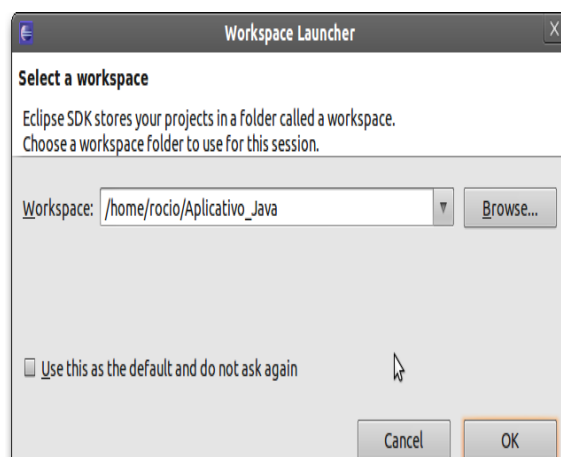 Workspace Launcher
X
Select a workspace
Eclipse SDK stores your projects in a folder called a workspace.
Choose a workspace folder to use for this session.
Workspace: /home/rocio/Aplicativo_Java Browse...
Use this as the default and do not ask again
Cancel OK